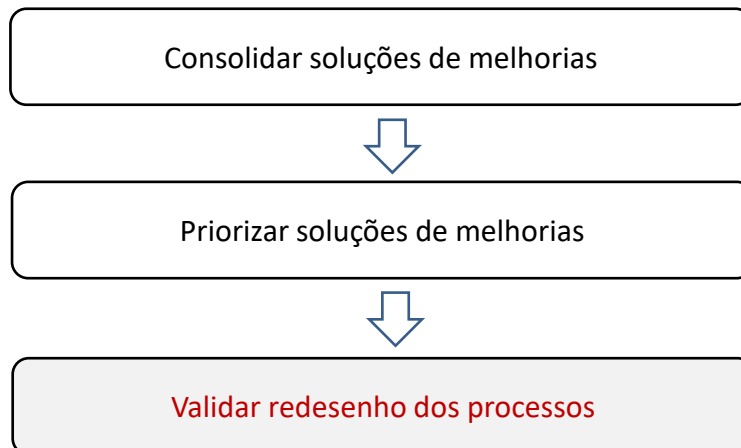 Consolidar soluções de melhorias
Priorizar soluções de melhorias
Validar redesenho dos processos